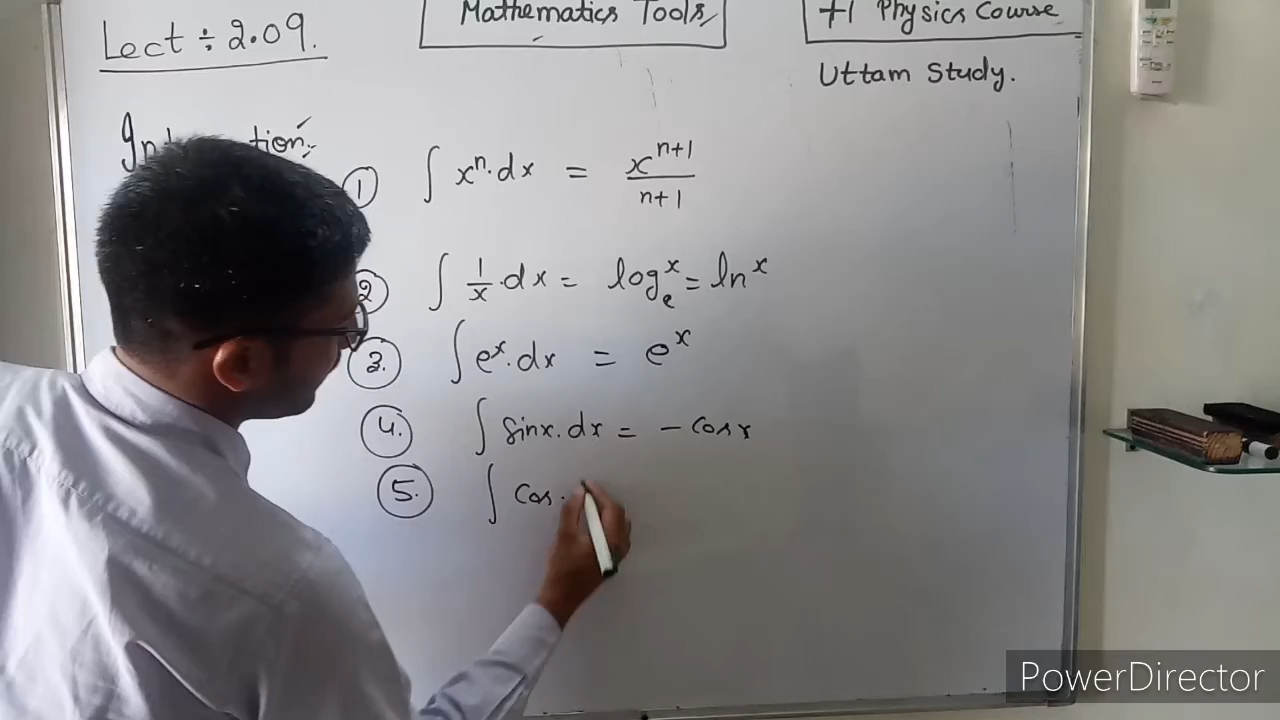 Lect ÷ 2.09.
Mathematics Tools
+1 Physics Course
Uttam Study.
① ∫ xⁿ· dx = xⁿ⁺¹ / n+1
② ∫ 1/x · dx = logₑˣ = lnˣ
③. ∫ eˣ· dx = eˣ
④. ∫ Sinx. dx = - Cosx
⑤. ∫ Cos.
PowerDirector